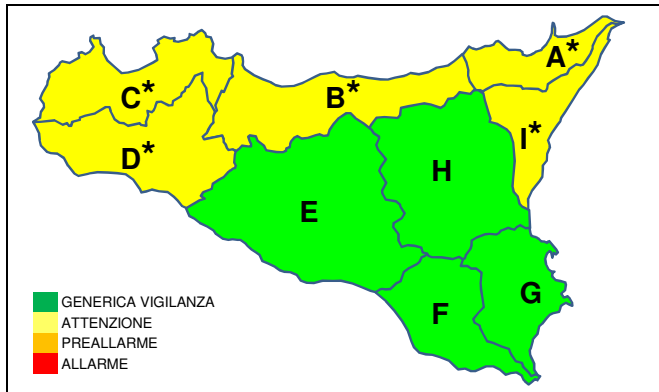 A*
C*
B*
I*
D*
H
E
G
F
GENERICA VIGILANZA
ATTENZIONE
PREALLARME
ALLARME